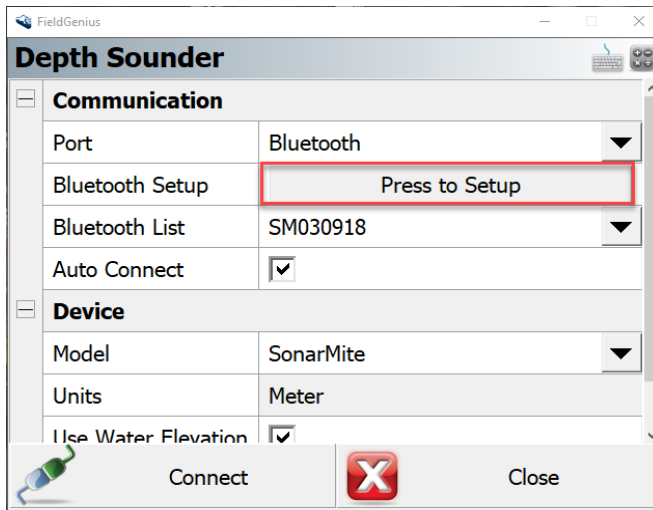 FieldGenius
Depth Sounder
Communication
Port Bluetooth
Bluetooth Setup Press to Setup
Bluetooth List SM030918
Auto Connect
Device
Model SonarMite
Units Meter
Use Water Elevation
Connect Close